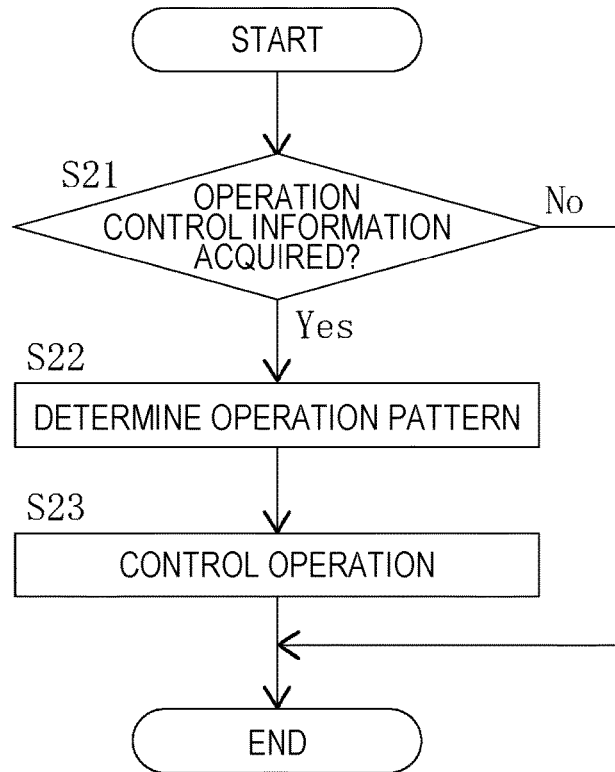 START
S21
OPERATION
CONTROL INFORMATION
ACQUIRED?
No
Yes
S22
DETERMINE OPERATION PATTERN
S23
CONTROL OPERATION
END